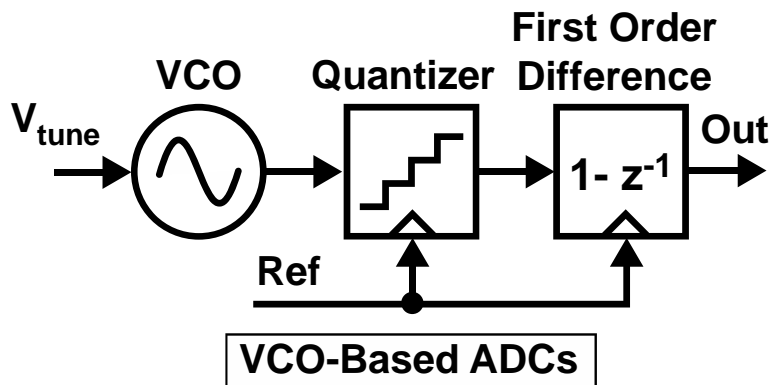 First Order
Difference
VCO
Quantizer
V_tune
Out
1- z^-1
Ref
VCO-Based ADCs